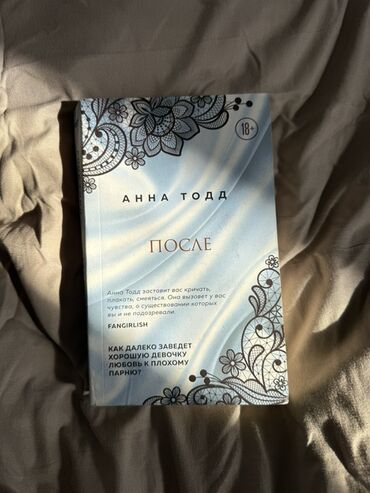 18+
АННА ТОДД
ПОСЛЕ
Анна Тодд заставит вас кричать,
плакать, смеяться. Она вызовет у вас
чувства, о существовании которых
вы и не подозревали.
FANGIRLISH
КАК ДАЛЕКО ЗАВЕДЕТ
ХОРОШУЮ ДЕВОЧКУ
ЛЮБОВЬ К ПЛОХОМУ
ПАРНЮ?